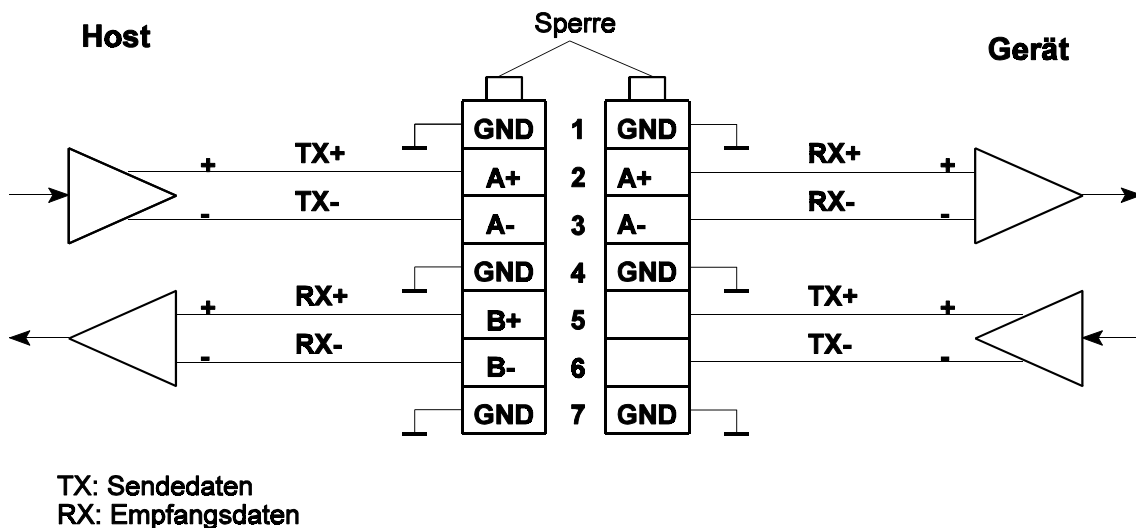 Sperre
Host
Gerät
GND 1 GND
TX+ RX+
+ +
A+ 2 A+
TX- RX-
- -
A- 3 A-
GND 4 GND
RX+ TX+
+ +
B+ 5
RX- TX-
- -
B- 6
GND 7 GND
TX: Sendedaten
RX: Empfangsdaten